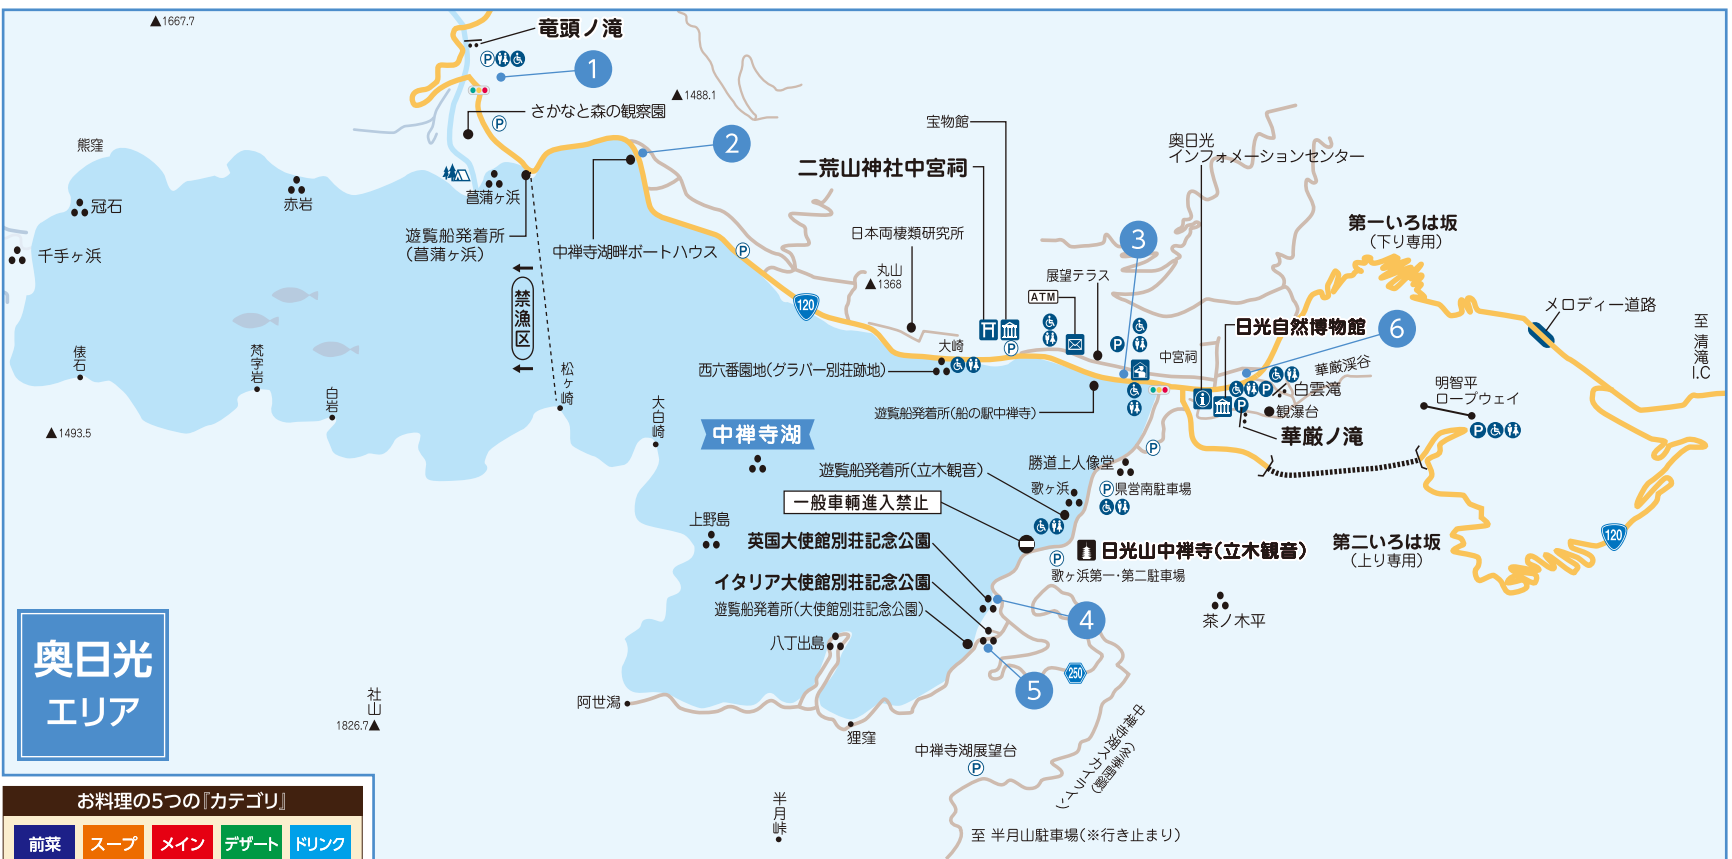 ▲1667.7
竜頭ノ滝
P
1
▲1488.1
さかなと森の観察園
P
2
宝物館
奥日光
インフォメーションセンター
熊窪
二荒山神社中宮祠
冠石
赤岩
菖蒲ヶ浜
遊覧船発着所
(菖蒲ヶ浜)
中禅寺湖畔ボートハウス
P
日本両棲類研究所
3
第一いろは坂
(下り専用)
千手ヶ浜
丸山
▲1368
展望テラス
ATM
禁漁区
120
メロディー道路
至 清滝I.C
日光自然博物館
6
P
P
大崎
中宮祠
華厳渓谷
俵石
梵字岩
白岩
松ヶ崎
西六番園地(グラバー別荘跡地)
白雲滝
P
明智平
ロープウェイ
P
遊覧船発着所(船の駅中禅寺)
P
観瀑台
華厳ノ滝
大白崎
▲1493.5
中禅寺湖
P
遊覧船発着所(立木観音)
勝道上人像堂
歌ヶ浜
P県営南駐車場
一般車輌進入禁止
上野島
英国大使館別荘記念公園
日光山中禅寺(立木観音)
第二いろは坂
(上り専用)
120
P
歌ヶ浜第一・第二駐車場
イタリア大使館別荘記念公園
遊覧船発着所(大使館別荘記念公園)
4
茶ノ木平
八丁出島
250
5
奥日光
エリア
社山
1826.7▲
阿世潟
狸窪
中禅寺湖展望台
P
中禅寺湖スカイライン
(冬季閉鎖)
半月峠
至 半月山駐車場(※行き止まり)
お料理の5つの『カテゴリ』
前菜
スープ
メイン
デザート
ドリンク